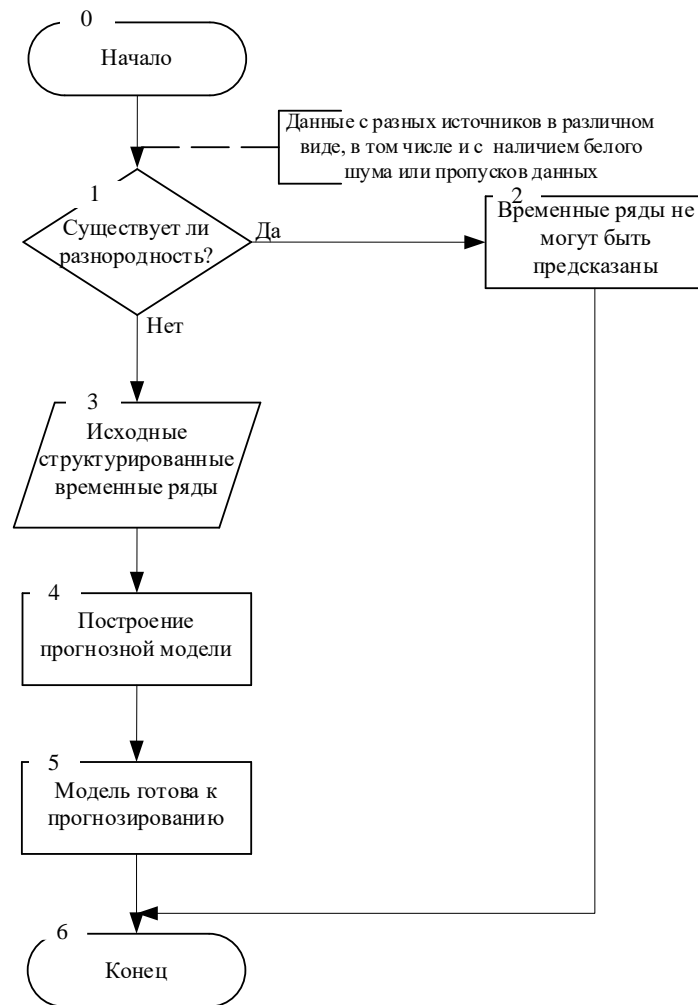 0
Начало
Данные с разных источников в различном
виде, в том числе и с наличием белого
шума или пропусков данных
1
Существует ли
разнородность?
Да
2
Временные ряды не
могут быть
предсказаны
Нет
3
Исходные
структурированные
временные ряды
4
Построение
прогнозной модели
5
Модель готова к
прогнозированию
6
Конец